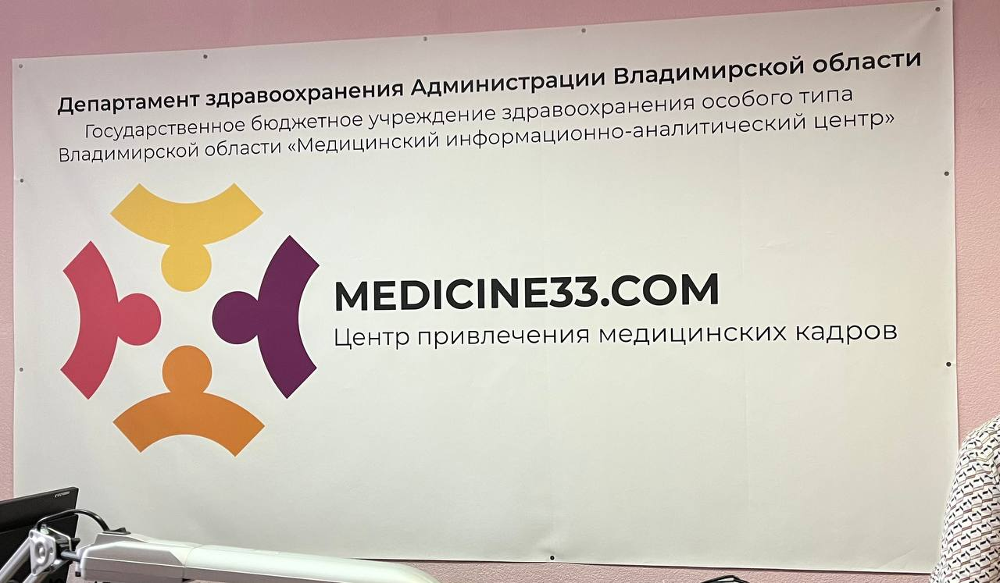 Департамент здравоохранения Администрации Владимирской области
Государственное бюджетное учреждение здравоохранения особого типа
Владимирской области «Медицинский информационно-аналитический центр»
MEDICINE33.COM
Центр привлечения медицинских кадров